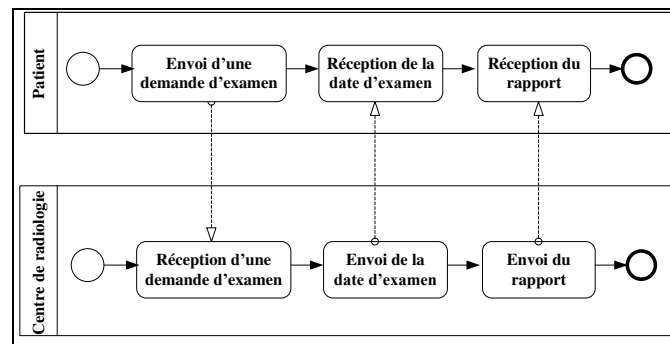 Patient
Envoi d'une
demande d'examen
Réception de la
date d'examen
Réception du
rapport
Centre de radiologie
Réception d'une
demande d'examen
Envoi de la
date d'examen
Envoi du
rapport